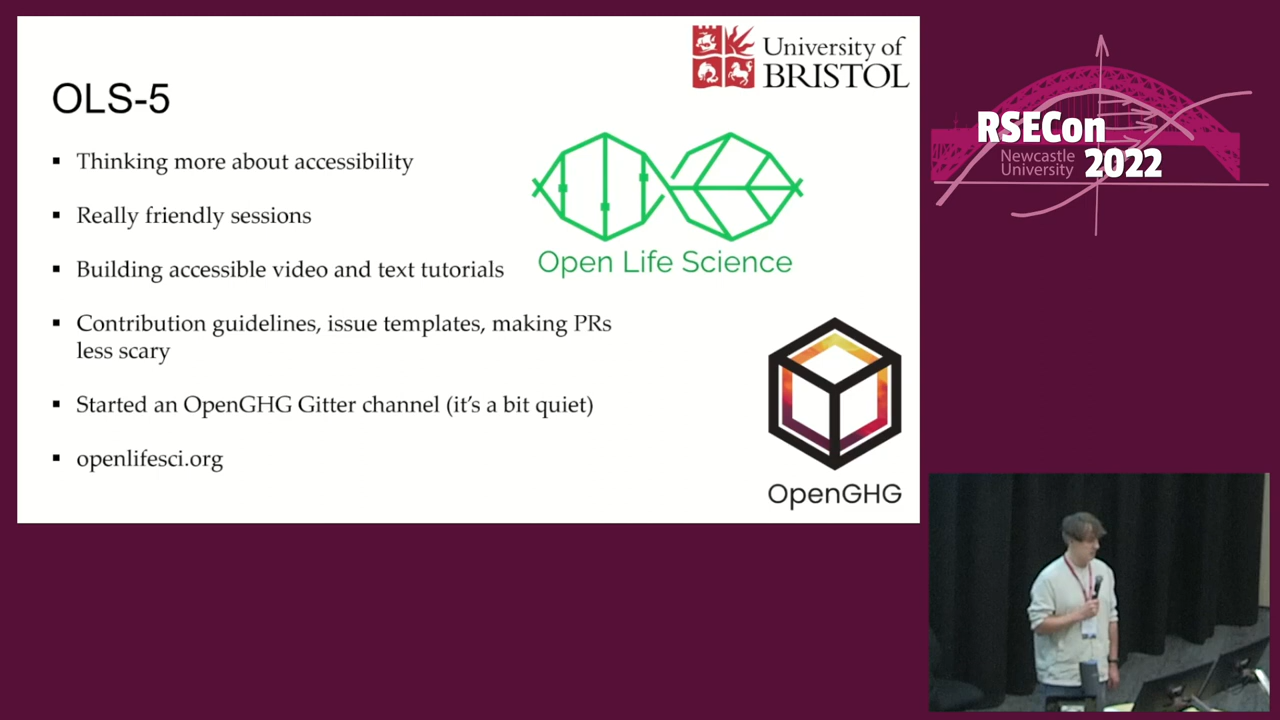 University of
BRISTOL
OLS-5
Thinking more about accessibility
Really friendly sessions
Building accessible video and text tutorials
Contribution guidelines, issue templates, making PRs
less scary
Started an OpenGHG Gitter channel (it's a bit quiet)
openlifesci.org
Open Life Science
OpenGHG
RSECon
Newcastle
University
2022